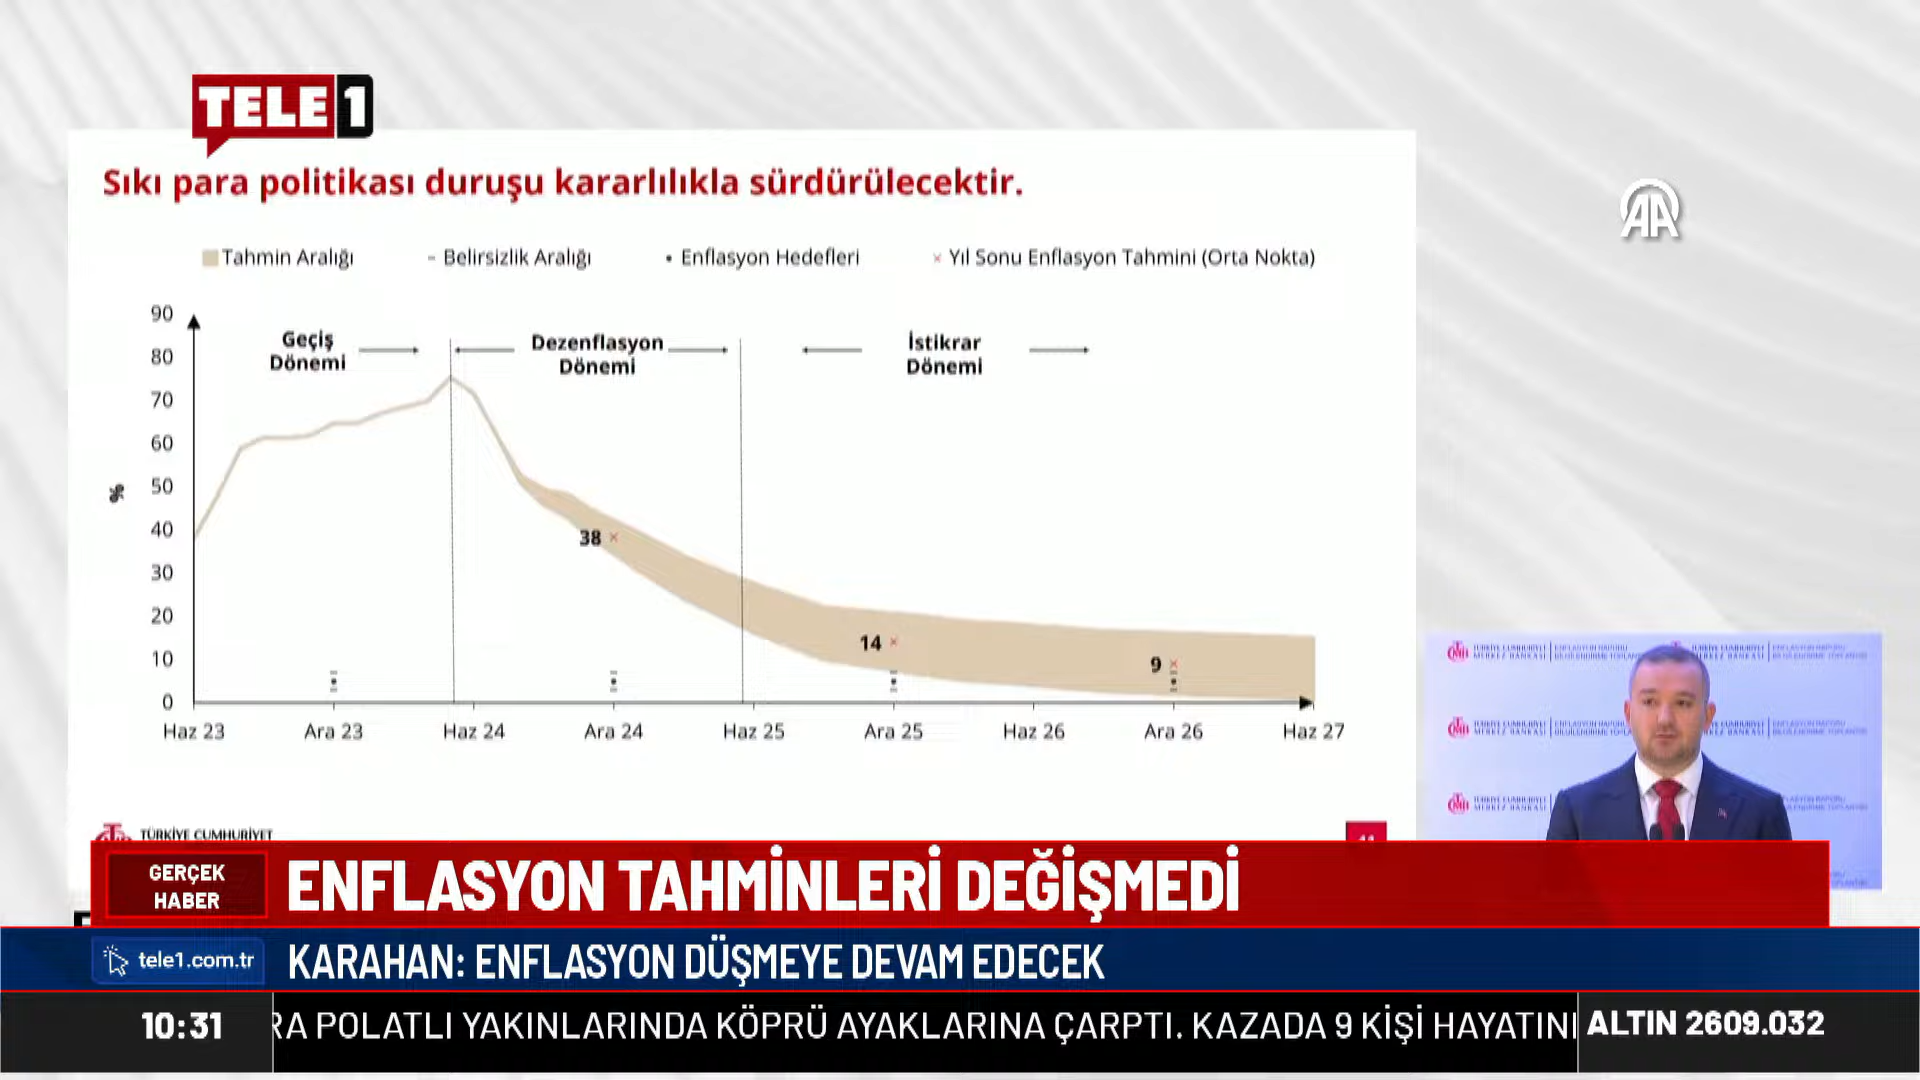 TELE1
Sıkı para politikası duruşu kararlılıkla sürdürülecektir.
AA
Tahmin Aralığı
Belirsizlik Aralığı
Enflasyon Hedefleri
Yıl Sonu Enflasyon Tahmini (Orta Nokta)
90
80
70
60
50
40
30
20
10
0
%
Geçiş
Dönemi
Dezenflasyon
Dönemi
İstikrar
Dönemi
38
14
9
Haz 23
Ara 23
Haz 24
Ara 24
Haz 25
Ara 25
Haz 26
Ara 26
Haz 27
TÜRKİYE CUMHURİYET
GERÇEK
HABER
ENFLASYON TAHMİNLERİ DEĞİŞMEDİ
tele1.com.tr
KARAHAN: ENFLASYON DÜŞMEYE DEVAM EDECEK
10:31
RA POLATLI YAKINLARINDA KÖPRÜ AYAKLARINA ÇARPTI. KAZADA 9 KİŞİ HAYATINI
ALTIN 2609.032